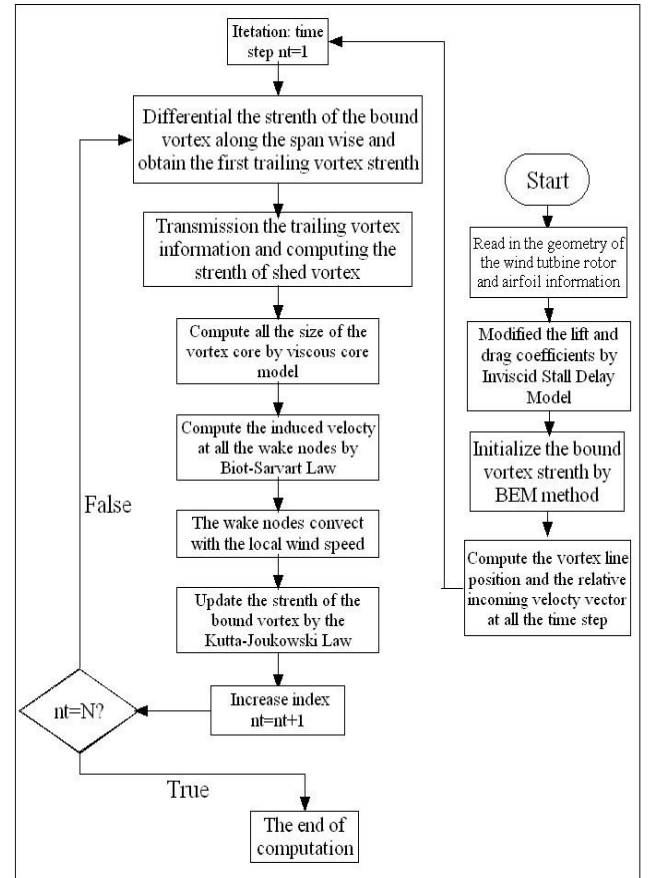 Itetation: time
step nt=1
Differential the strenth of the bound
vortex along the span wise and
obtain the first trailing vortex strenth
Transmission the trailing vortex
information and computing the
strenth of shed vortex
Compute all the size of the
vortex core by viscous core
model
Compute the induced velocty
at all the wake nodes by
Biot-Sarvart Law
The wake nodes convect
with the local wind speed
Update the strenth of the
bound vortex by the
Kutta-Joukowski Law
Increase index
nt=nt+1
nt=N?
False
True
The end of
computation
Start
Read in the geometry of
the wind tutbine rotor
and airfoil information
Modified the lift and
drag coefficients by
Inviscid Stall Delay
Model
Initialize the bound
vortex strenth by
BEM method
Compute the vortex line
position and the relative
incoming velocty vector
at all the time step